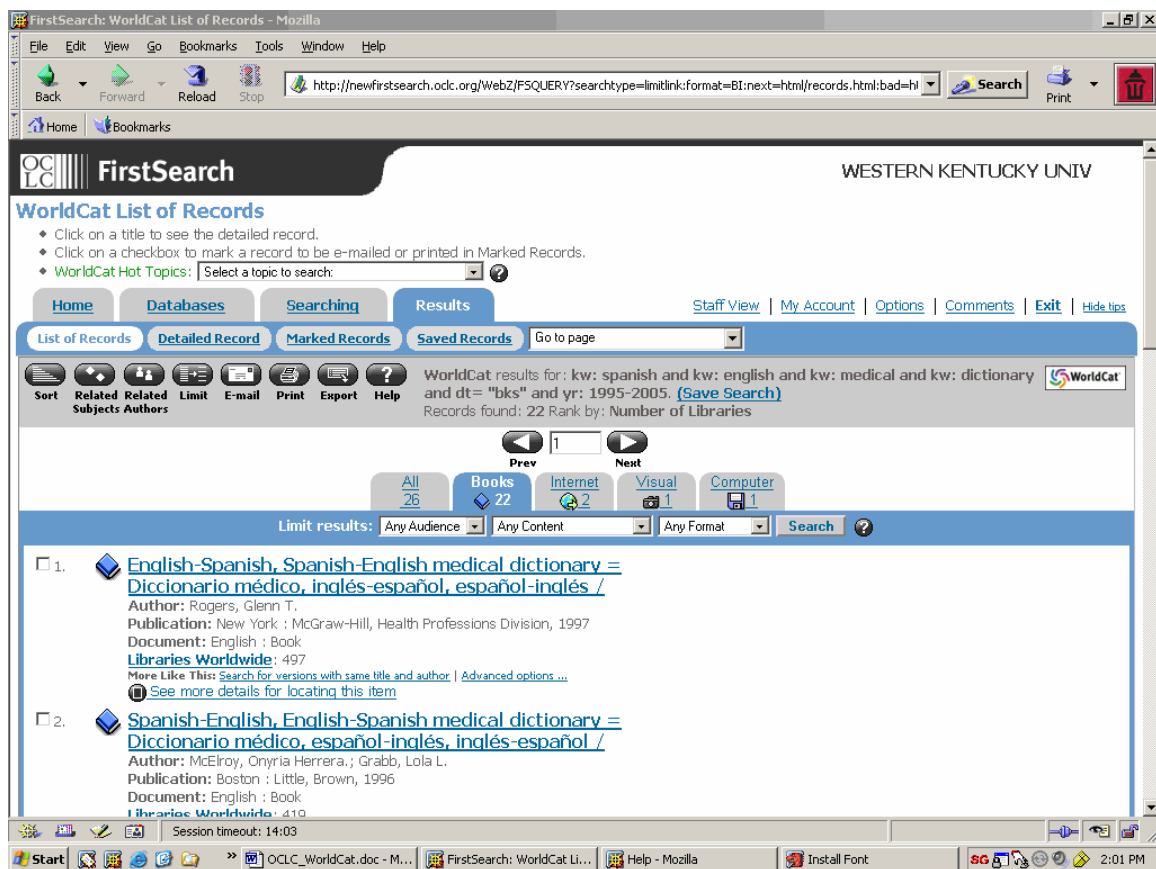 FirstSearch: WorldCat List of Records - Mozilla
File Edit View Go Bookmarks Tools Window Help
Back Forward Reload Stop http://newfirstsearch.oclc.org/WebZ/FSQUERY?searchtype=limitlink:format=BI:next=html/records.html:bad=ht Search Print
Home Bookmarks
OCLC FirstSearch WESTERN KENTUCKY UNIV
WorldCat List of Records
Click on a title to see the detailed record.
Click on a checkbox to mark a record to be e-mailed or printed in Marked Records.
WorldCat Hot Topics: Select a topic to search:
Home Databases Searching Results Staff View | My Account | Options | Comments | Exit | Hide tips
List of Records Detailed Record Marked Records Saved Records Go to page
Sort Related Subjects Related Authors Limit E-mail Print Export Help
WorldCat results for: kw: spanish and kw: english and kw: medical and kw: dictionary
and dt= "bks" and yr: 1995-2005. (Save Search)
Records found: 22 Rank by: Number of Libraries
WorldCat
1
Prev Next
All 26 Books 22 Internet 2 Visual 1 Computer 1
Limit results: Any Audience Any Content Any Format Search
1. English-Spanish, Spanish-English medical dictionary =
Diccionario médico, inglés-español, español-inglés /
Author: Rogers, Glenn T.
Publication: New York : McGraw-Hill, Health Professions Division, 1997
Document: English : Book
Libraries Worldwide: 497
More Like This: Search for versions with same title and author | Advanced options ...
See more details for locating this item
2. Spanish-English, English-Spanish medical dictionary =
Diccionario médico, español-inglés, inglés-español /
Author: McElroy, Onyria Herrera.; Grabb, Lola L.
Publication: Boston : Little, Brown, 1996
Document: English : Book
Libraries Worldwide: 419
Session timeout: 14:03
Start » OCLC_WorldCat.doc - M... FirstSearch: WorldCat Li... Help - Mozilla Install Font SG 2:01 PM